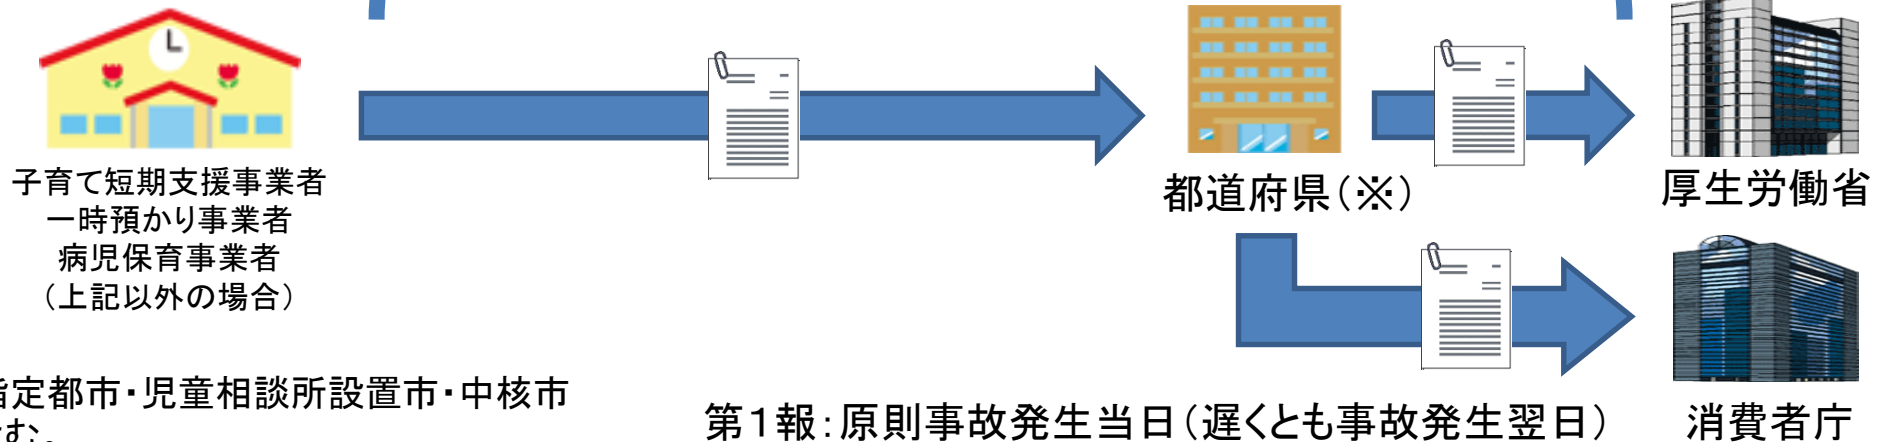 子育て短期支援事業者
一時預かり事業者
病児保育事業者
（上記以外の場合）
都道府県（※）
厚生労働省
指定都市・児童相談所設置市・中核市
む。
第１報：原則事故発生当日（遅くとも事故発生翌日）
消費者庁